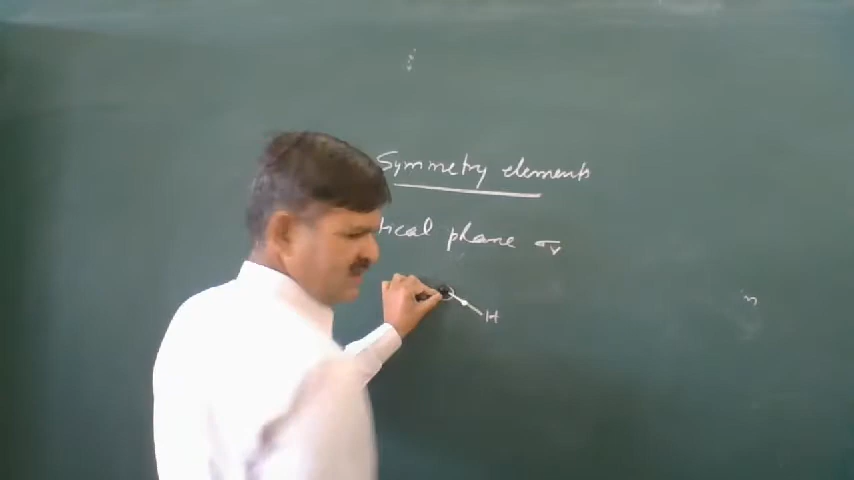 Symmetry elements
tical plane σv
H